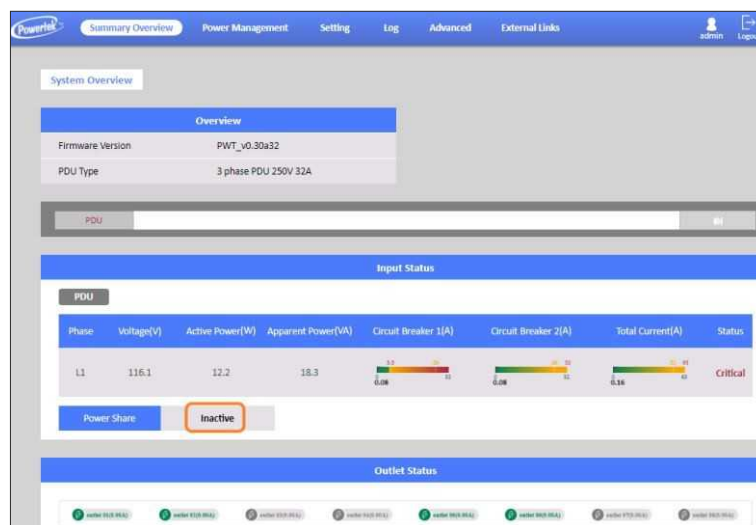 Powertek
Summary Overview Power Management Setting Log Advanced External Links
admin
System Overview
Overview
Firmware Version PWT_v0.30a32
PDU Type 3 phase PDU 250V 32A
PDU
Input Status
PDU
Phase Voltage(V) Active Power(W) Apparent Power(VA) Circuit Breaker 1(A) Circuit Breaker 2(A) Total Current(A) Status
L1 116.1 12.2 18.3 0.08 0.08 0.16 Critical
Power Share Inactive
Outlet Status